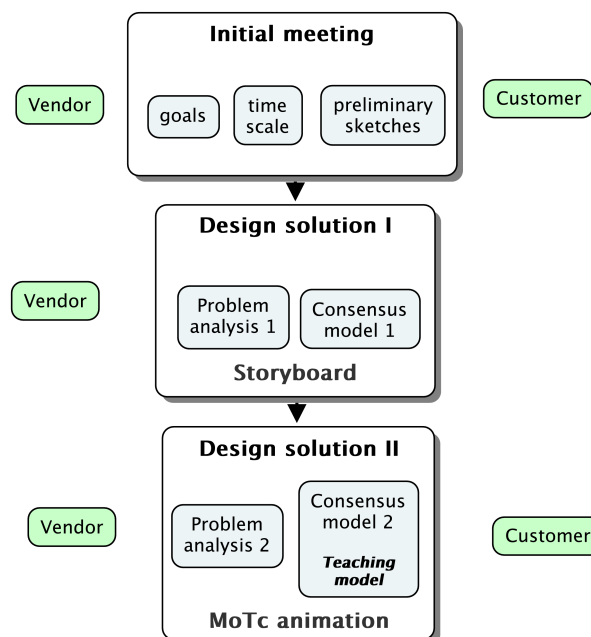 Initial meeting
Vendor
goals
time
scale
preliminary
sketches
Customer
Design solution I
Vendor
Problem
analysis 1
Consensus
model 1
Storyboard
Design solution II
Vendor
Problem
analysis 2
Consensus
model 2
Teaching
model
Customer
MoTc animation